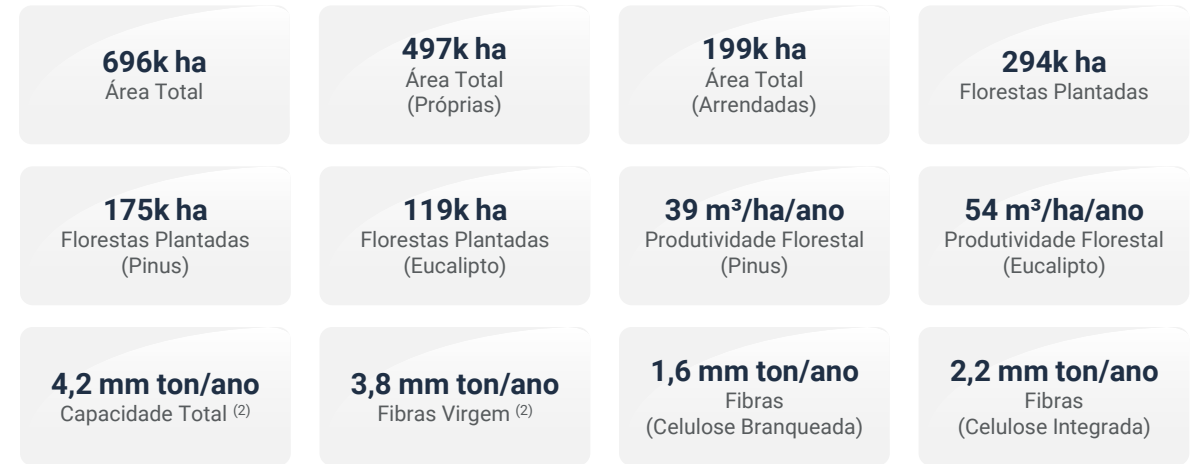 696k ha
Área Total
497k ha
Área Total
(Próprias)
199k ha
Área Total
(Arrendadas)
294k ha
Florestas Plantadas
175k ha
Florestas Plantadas
(Pinus)
119k ha
Florestas Plantadas
(Eucalipto)
39 m³/ha/ano
Produtividade Florestal
(Pinus)
54 m³/ha/ano
Produtividade Florestal
(Eucalipto)
4,2 mm ton/ano
Capacidade Total (2)
3,8 mm ton/ano
Fibras Virgem (2)
1,6 mm ton/ano
Fibras
(Celulose Branqueada)
2,2 mm ton/ano
Fibras
(Celulose Integrada)